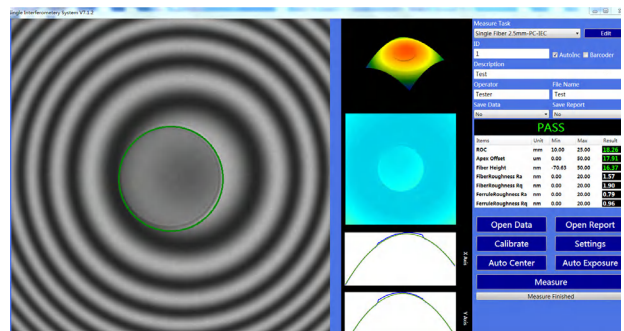 Single Interferometry System V7.1.2
Measure Task
Single Fiber 2.5mm-PC-IEC
Edit
ID
1
AutoInc
Barcoder
Description
Test
Operator File Name
Tester Test
Save Data Save Report
No No
PASS
Items Unit Min Max Result
ROC mm 10.00 25.00 18.26
Apex Offset um 0.00 50.00 17.91
Fiber Height nm -70.83 50.00 16.37
FiberRoughness Ra nm 0.00 20.00 1.57
FiberRoughness Rq nm 0.00 20.00 1.90
FerruleRoughness Ra nm 0.00 20.00 0.79
FerruleRoughness Rq nm 0.00 20.00 0.96
Open Data Open Report
Calibrate Settings
Auto Center Auto Exposure
Measure
Measure Finished
X Axis
Y Axis